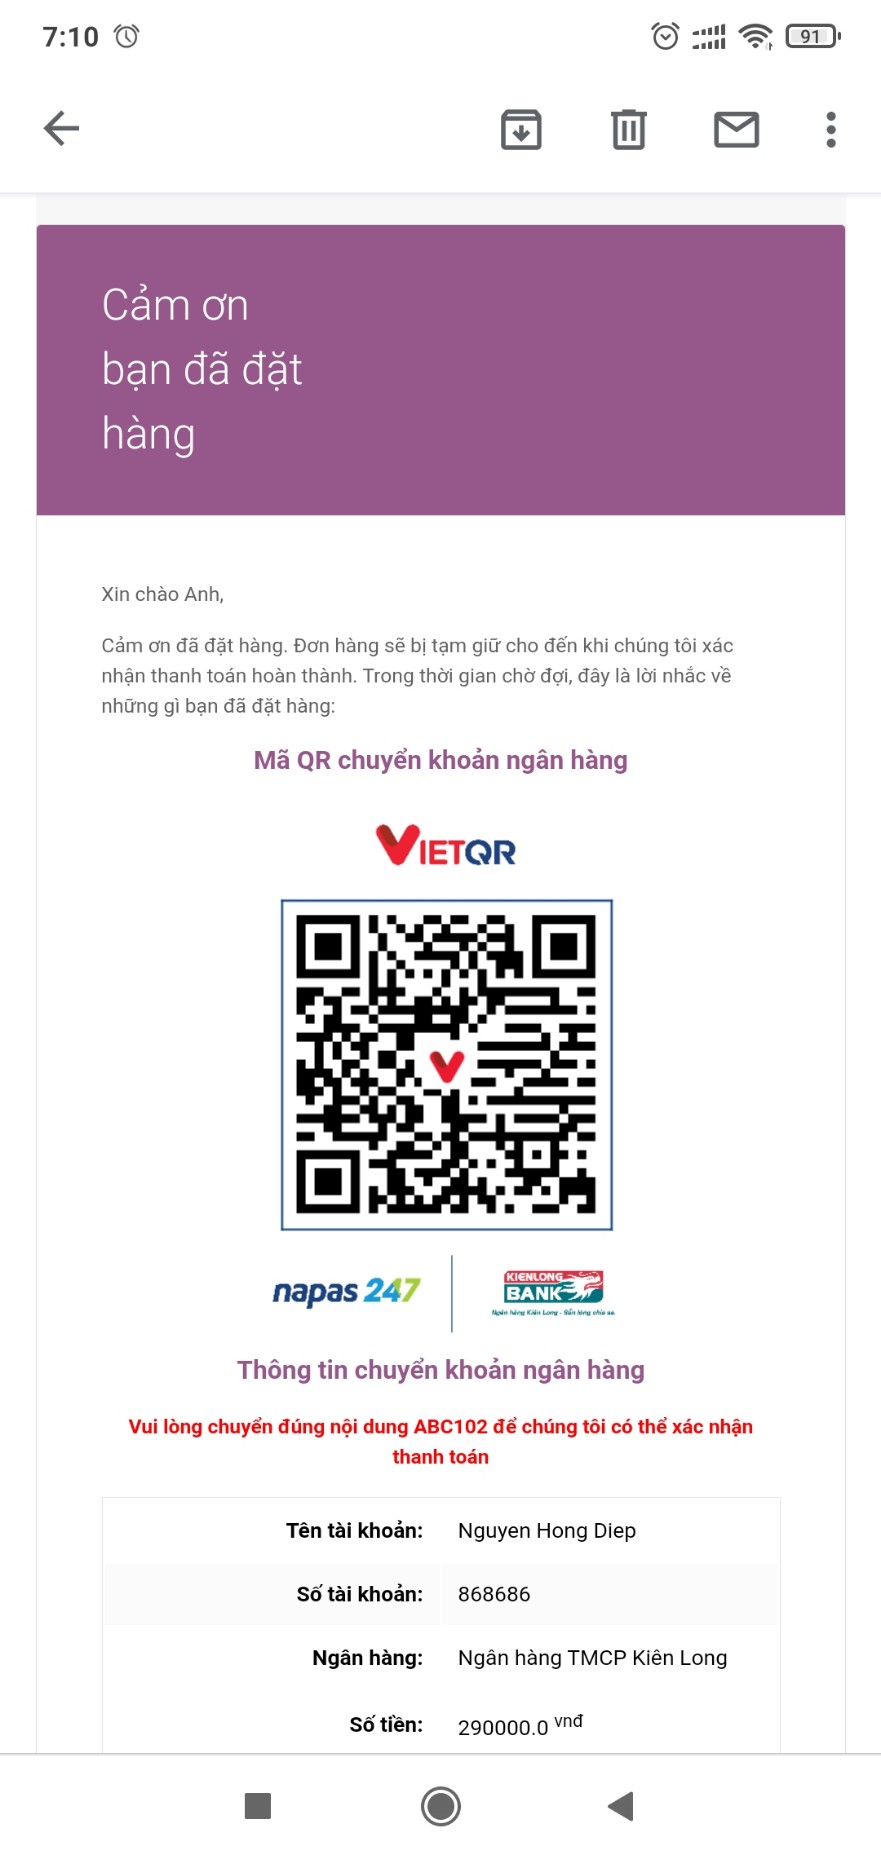 7:10
91
Cảm ơn
bạn đã đặt
hàng
Xin chào Anh,
Cảm ơn đã đặt hàng. Đơn hàng sẽ bị tạm giữ cho đến khi chúng tôi xác
nhận thanh toán hoàn thành. Trong thời gian chờ đợi, đây là lời nhắc về
những gì bạn đã đặt hàng:
Mã QR chuyển khoản ngân hàng
VIETQR
napas 247
KIENLONG
BANK
Ngân hàng Kiên Long - Sẵn lòng chia sẻ
Thông tin chuyển khoản ngân hàng
Vui lòng chuyển đúng nội dung ABC102 để chúng tôi có thể xác nhận
thanh toán
Tên tài khoản: Nguyen Hong Diep
Số tài khoản: 868686
Ngân hàng: Ngân hàng TMCP Kiên Long
Số tiền: 290000.0 vnđ